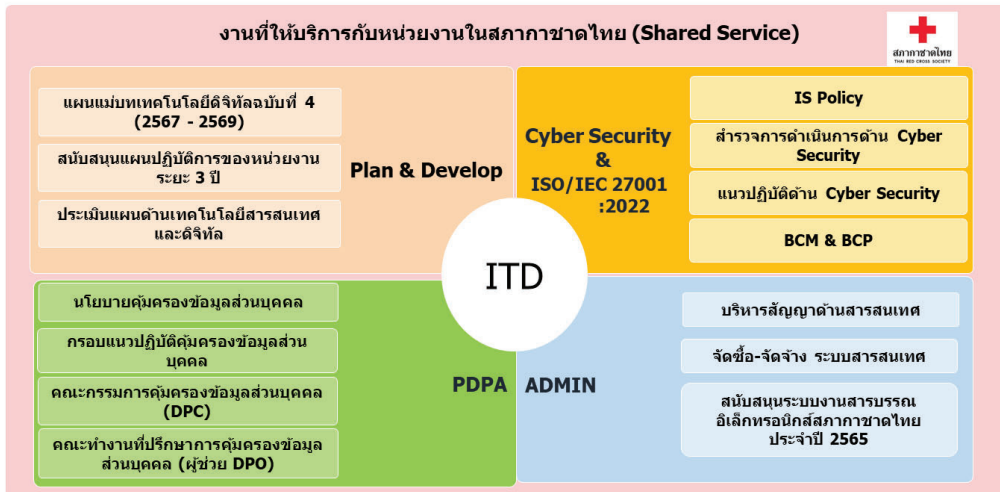 งานที่ให้บริการกับหน่วยงานในสภากาชาดไทย (Shared Service)
สภากาชาดไทย
THAI RED CROSS SOCIETY
แผนแม่บทเทคโนโลยีดิจิทัลฉบับที่ 4
(2567 - 2569)
สนับสนุนแผนปฏิบัติการของหน่วยงาน
ระยะ 3 ปี
ประเมินแผนด้านเทคโนโลยีสารสนเทศ
และดิจิทัล
Plan & Develop
Cyber Security
&
ISO/IEC 27001
:2022
IS Policy
สำรวจการดำเนินการด้าน Cyber
Security
แนวปฏิบัติด้าน Cyber Security
BCM & BCP
ITD
นโยบายคุ้มครองข้อมูลส่วนบุคคล
กรอบแนวปฏิบัติคุ้มครองข้อมูลส่วน
บุคคล
คณะกรรมการคุ้มครองข้อมูลส่วนบุคคล
(DPC)
คณะทำงานที่ปรึกษาการคุ้มครองข้อมูล
ส่วนบุคคล (ผู้ช่วย DPO)
PDPA
ADMIN
บริหารสัญญาด้านสารสนเทศ
จัดซื้อ-จัดจ้าง ระบบสารสนเทศ
สนับสนุนระบบงานสารบรรณ
อิเล็กทรอนิกส์สภากาชาดไทย
ประจำปี 2565